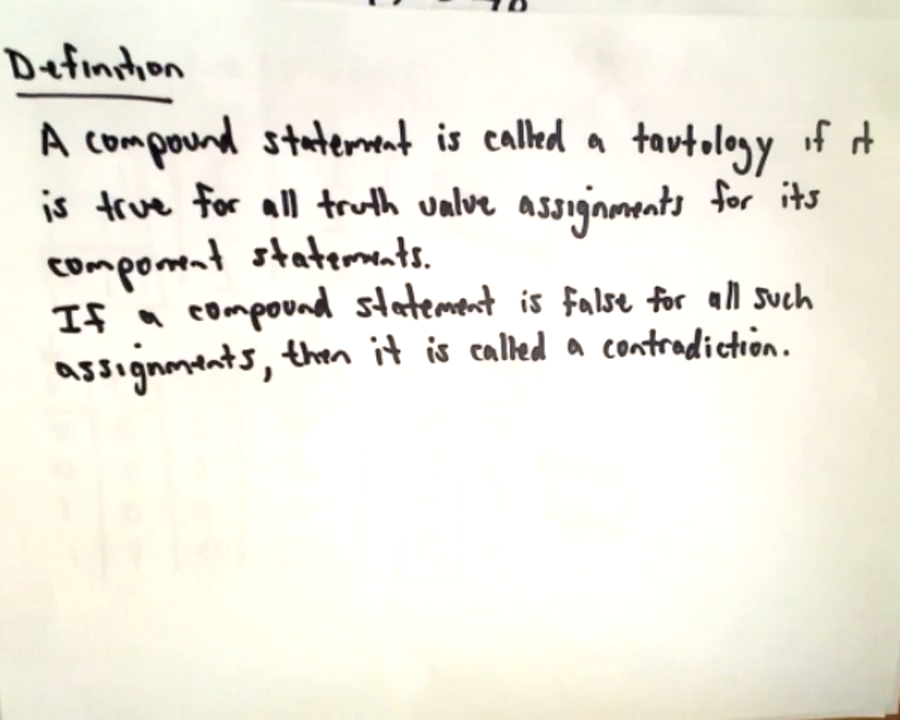 Definition
A compound statement is called a tautology if it
is true for all truth value assignments for its
component statements.
If a compound statement is false for all such
assignments, then it is called a contradiction.